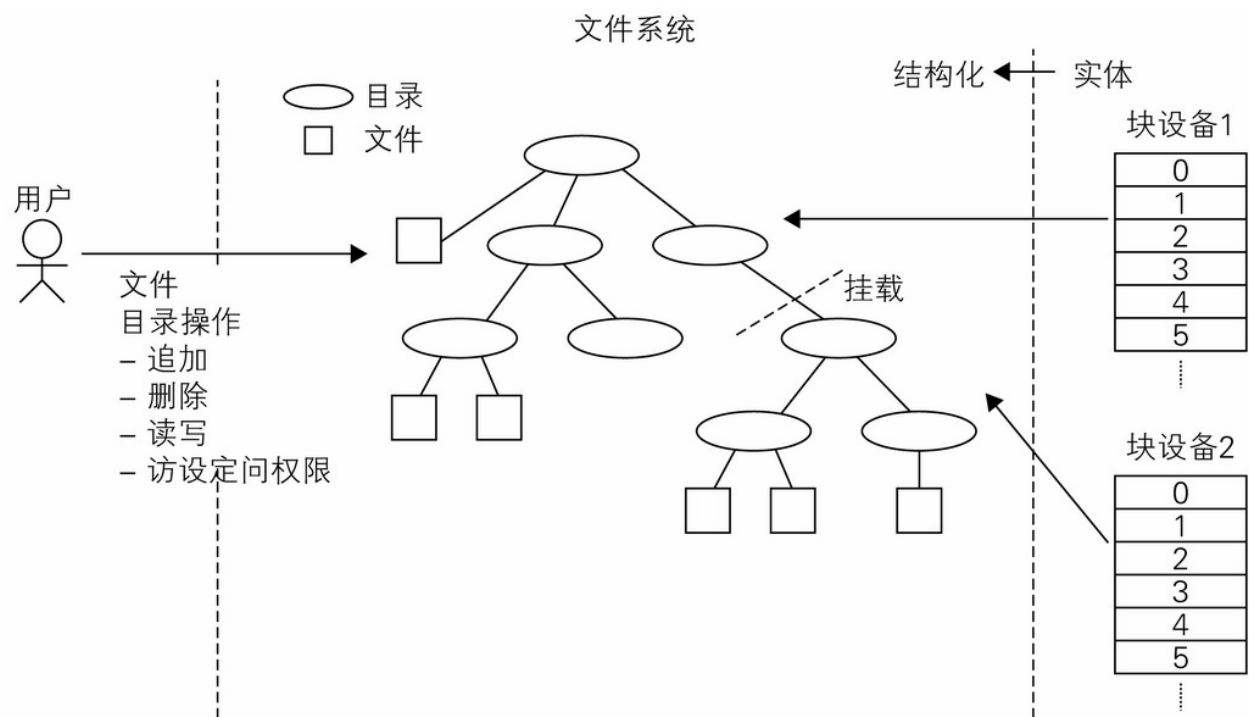 文件系统
结构化
实体
目录
文件
块设备1
0
1
2
3
4
5
用户
挂载
文件
目录操作
– 追加
– 删除
– 读写
– 访设定问权限
块设备2
0
1
2
3
4
5